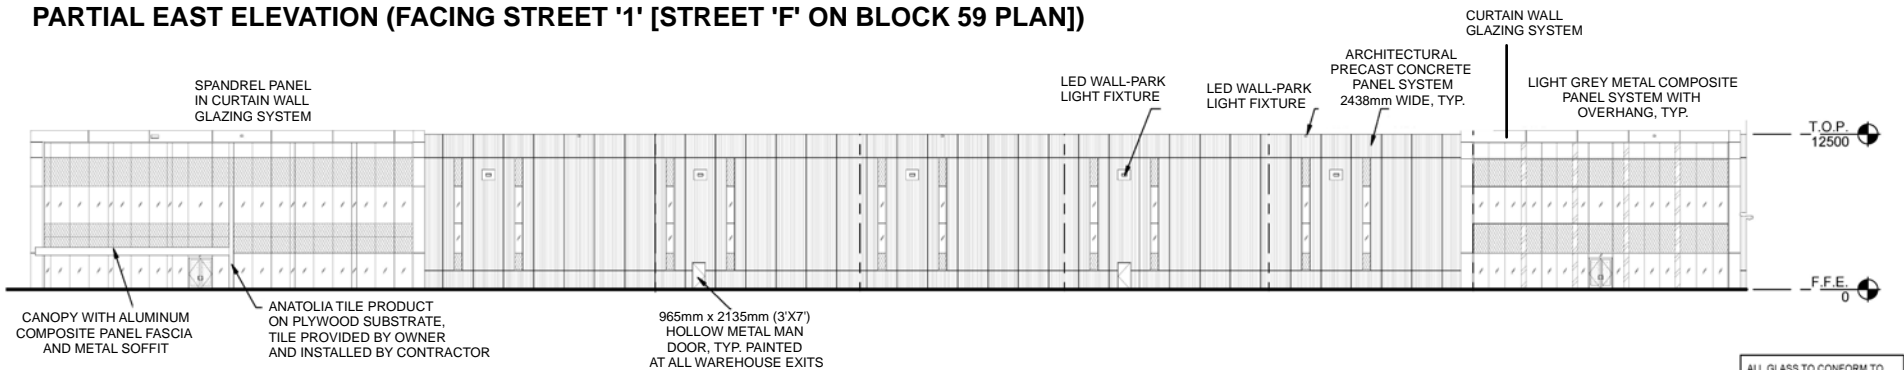 PARTIAL EAST ELEVATION (FACING STREET '1' [STREET 'F' ON BLOCK 59 PLAN])
CURTAIN WALL
GLAZING SYSTEM
SPANDREL PANEL
IN CURTAIN WALL
GLAZING SYSTEM
LED WALL-PARK
LIGHT FIXTURE
LED WALL-PARK
LIGHT FIXTURE
ARCHITECTURAL
PRECAST CONCRETE
PANEL SYSTEM
2438mm WIDE, TYP.
LIGHT GREY METAL COMPOSITE
PANEL SYSTEM WITH
OVERHANG, TYP.
T.O.P.
12500
F.F.E.
0
CANOPY WITH ALUMINUM
COMPOSITE PANEL FASCIA
AND METAL SOFFIT
ANATOLIA TILE PRODUCT
ON PLYWOOD SUBSTRATE,
TILE PROVIDED BY OWNER
AND INSTALLED BY CONTRACTOR
965mm x 2135mm (3'X7')
HOLLOW METAL MAN
DOOR, TYP. PAINTED
AT ALL WAREHOUSE EXITS
ALL GLASS TO CONFORM TO